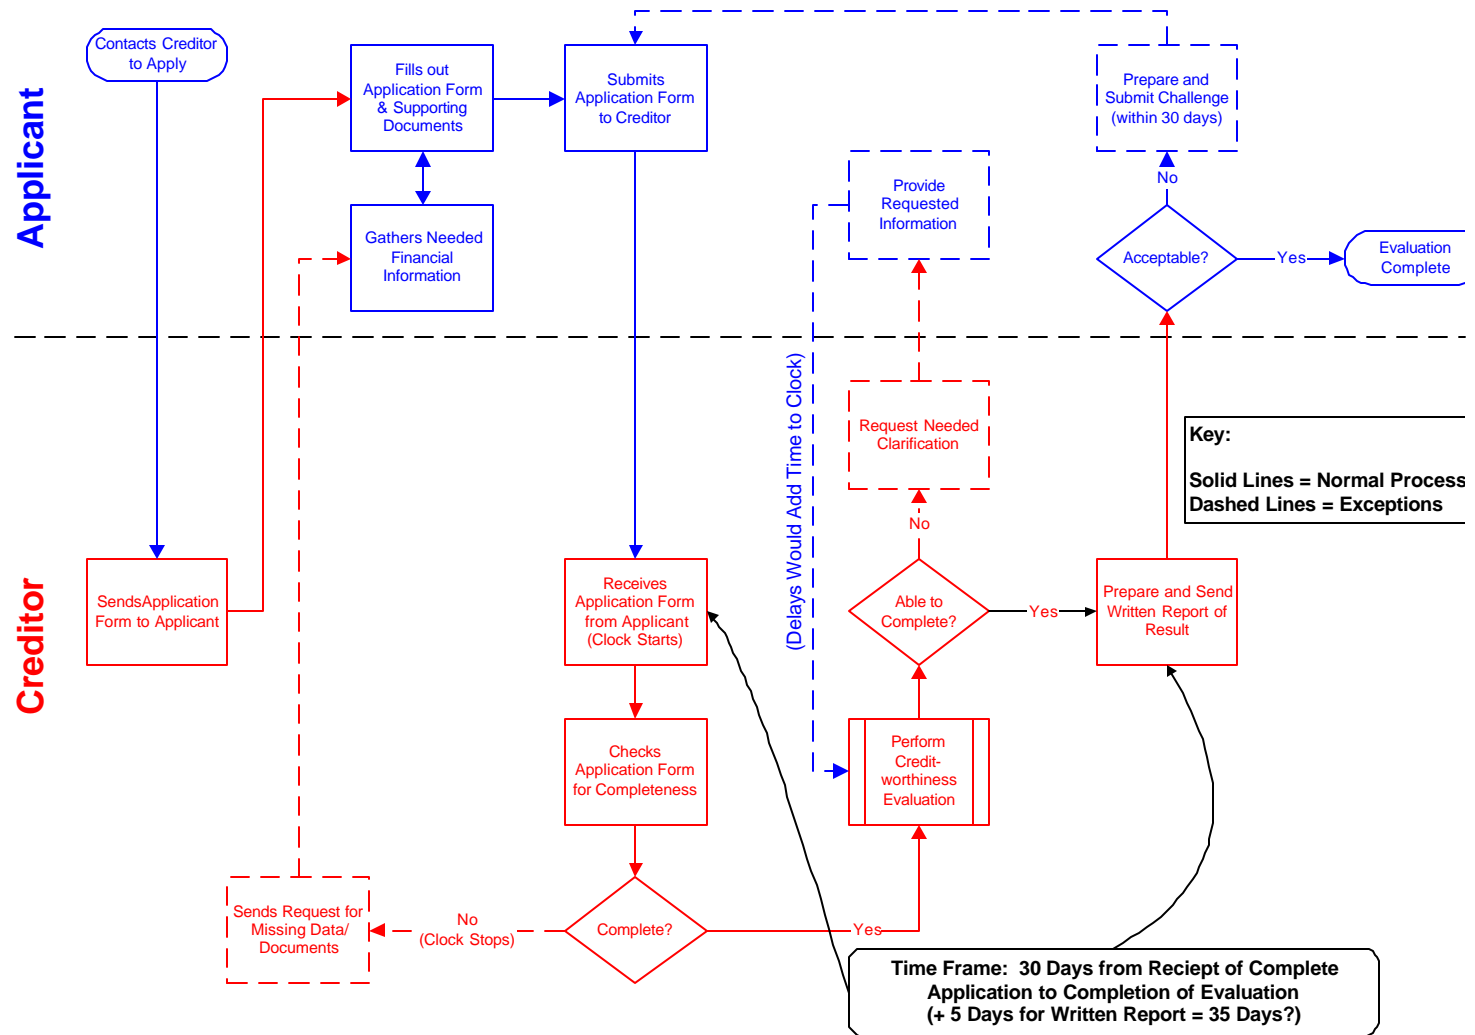 Applicant
Contacts Creditor
to Apply
Fills out
Application Form
& Supporting
Documents
Submits
Application Form
to Creditor
Prepare and
Submit Challenge
(within 30 days)
No
Provide
Requested
Information
Gathers Needed
Financial
Information
Acceptable?
Yes
Evaluation
Complete
(Delays Would Add Time to Clock)
Request Needed
Clarification
No
Key:
Solid Lines = Normal Process
Dashed Lines = Exceptions
Creditor
SendsApplication
Form to Applicant
Receives
Application Form
from Applicant
(Clock Starts)
Able to
Complete?
Yes
Prepare and Send
Written Report of
Result
Checks
Application Form
for Completeness
Perform
Credit-
worthiness
Evaluation
Sends Request for
Missing Data/
Documents
No
(Clock Stops)
Complete?
Yes
Time Frame: 30 Days from Reciept of Complete
Application to Completion of Evaluation
(+ 5 Days for Written Report = 35 Days?)